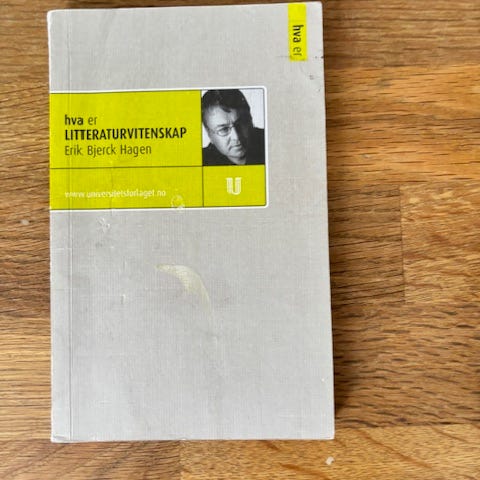 hva er
hva er
LITTERATURVITENSKAP
Erik Bjerck Hagen
www.universitetsforlaget.no
U